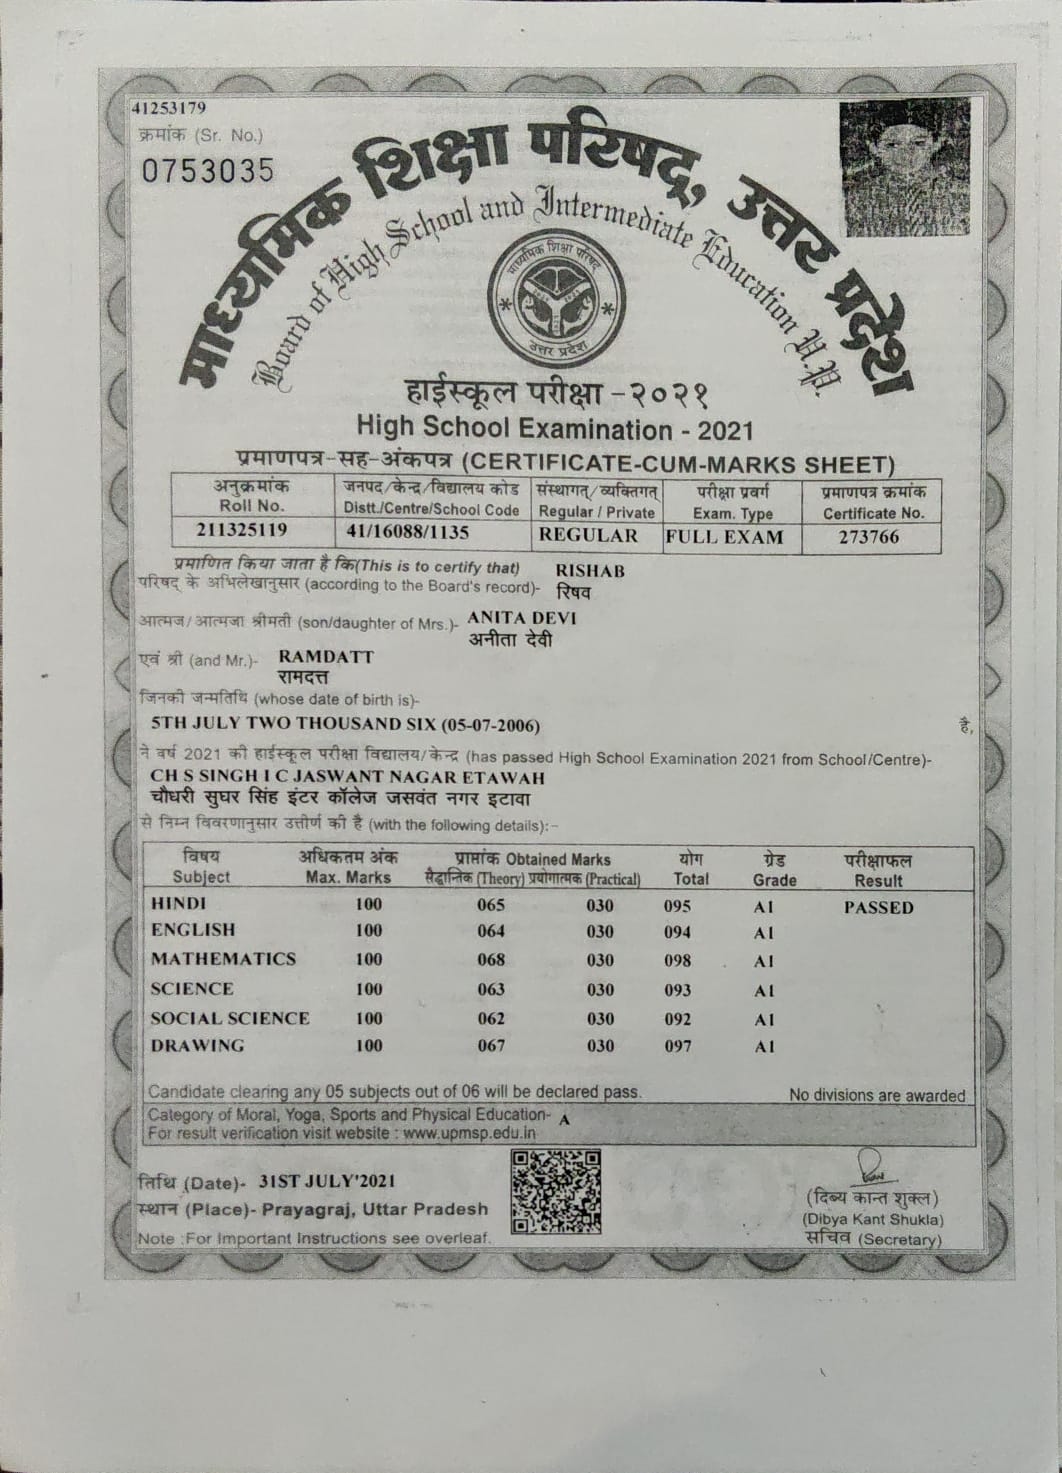 41253179
क्रमांक (Sr. No.)
0753035
माध्यमिक शिक्षा परिषद्, उत्तर प्रदेश
Board of High School and Intermediate Education U.P.
माध्यमिक शिक्षा परिषद
उत्तर प्रदेश
हाईस्कूल परीक्षा -२०२१
High School Examination - 2021
प्रमाणपत्र-सह-अंकपत्र (CERTIFICATE-CUM-MARKS SHEET)
अनुक्रमांक जनपद/केन्द्र/विद्यालय कोड संस्थागत्/व्यक्तिगत् परीक्षा प्रवर्ग प्रमाणपत्र क्रमांक
Roll No. Distt./Centre/School Code Regular / Private Exam. Type Certificate No.
211325119 41/16088/1135 REGULAR FULL EXAM 273766
प्रमाणित किया जाता है कि(This is to certify that) RISHAB
परिषद् के अभिलेखानुसार (according to the Board's record)- रिषव
आत्मज/आत्मजा श्रीमती (son/daughter of Mrs.)- ANITA DEVI
अनीता देवी
एवं श्री (and Mr.)- RAMDATT
रामदत्त
जिनकी जन्मतिथि (whose date of birth is)-
5TH JULY TWO THOUSAND SIX (05-07-2006) है,
ने वर्ष 2021 की हाईस्कूल परीक्षा विद्यालय/केन्द्र (has passed High School Examination 2021 from School/Centre)-
CH S SINGH I C JASWANT NAGAR ETAWAH
चौधरी सुघर सिंह इंटर कॉलेज जसवंत नगर इटावा
से निम्न विवरणानुसार उत्तीर्ण की है (with the following details):-
विषय अधिकतम अंक प्राप्तांक Obtained Marks योग ग्रेड परीक्षाफल
Subject Max. Marks सैद्धान्तिक (Theory) प्रयोगात्मक (Practical) Total Grade Result
HINDI 100 065 030 095 A1 PASSED
ENGLISH 100 064 030 094 A1
MATHEMATICS 100 068 030 098 A1
SCIENCE 100 063 030 093 A1
SOCIAL SCIENCE 100 062 030 092 A1
DRAWING 100 067 030 097 A1
Candidate clearing any 05 subjects out of 06 will be declared pass. No divisions are awarded
Category of Moral, Yoga, Sports and Physical Education- A
For result verification visit website : www.upmsp.edu.in
तिथि (Date)- 31ST JULY'2021
स्थान (Place)- Prayagraj, Uttar Pradesh
Note :For Important Instructions see overleaf.
(दिब्य कान्त शुक्ल)
(Dibya Kant Shukla)
सचिव (Secretary)